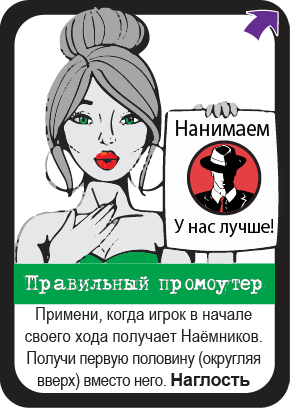 Нанимаем
У нас лучше!
Правильный промоутер
Примени, когда игрок в начале
своего хода получает Наёмников.
Получи первую половину (округляя
вверх) вместо него. Наглость